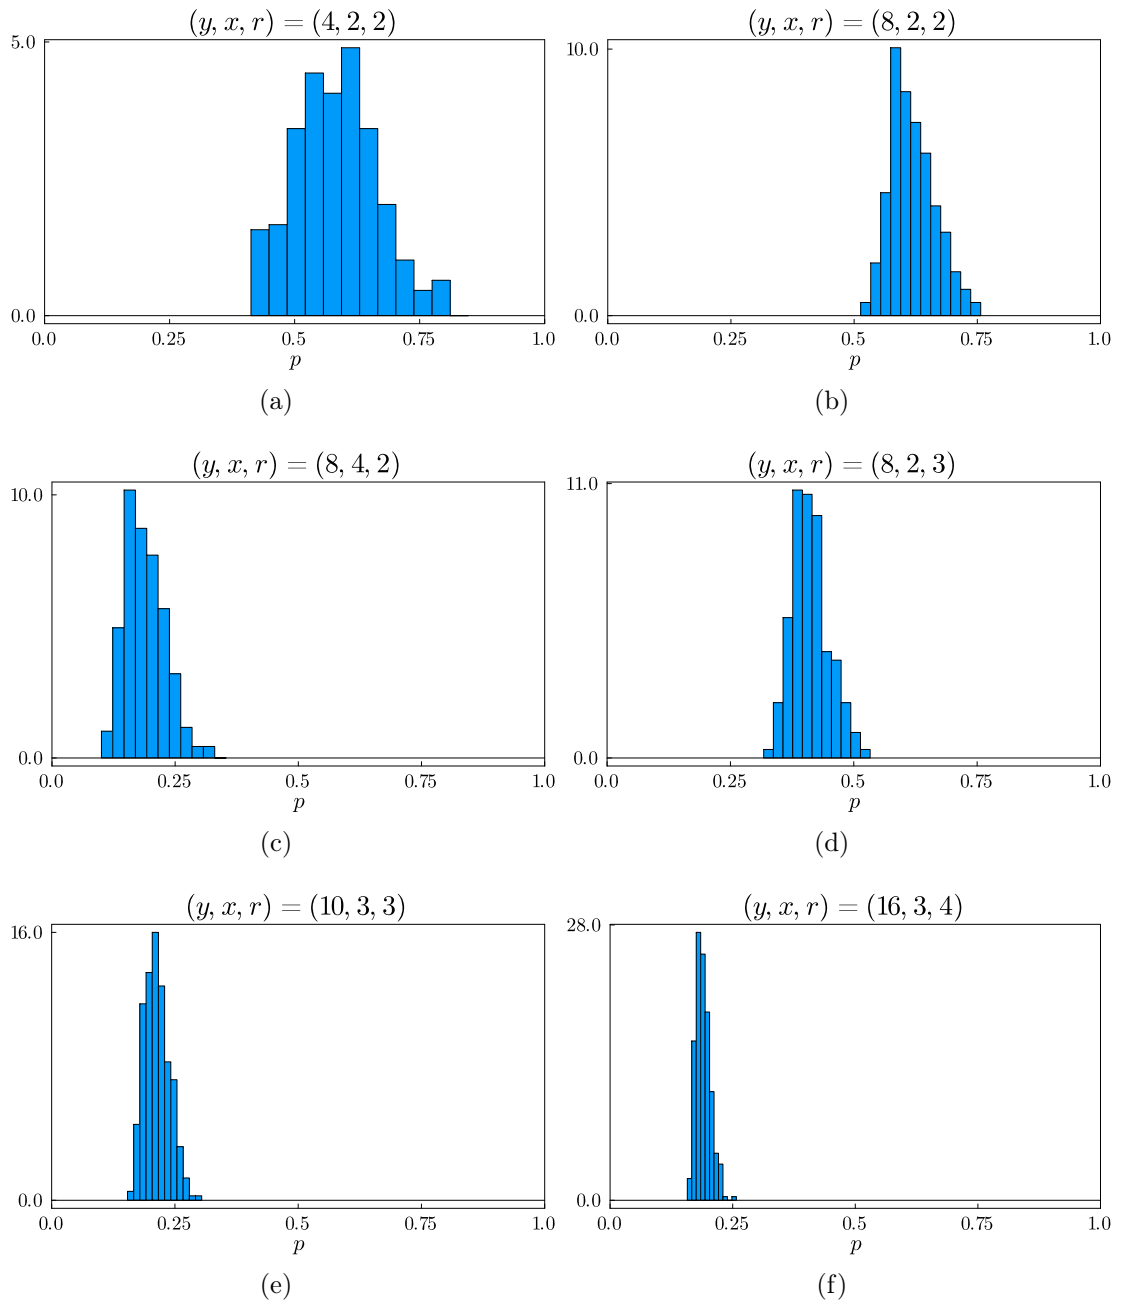 (y, x, r) = (4, 2, 2)
5.0
0.0
0.0 0.25 0.5 0.75 1.0
p
(a)
(y, x, r) = (8, 2, 2)
10.0
0.0
0.0 0.25 0.5 0.75 1.0
p
(b)
(y, x, r) = (8, 4, 2)
10.0
0.0
0.0 0.25 0.5 0.75 1.0
p
(c)
(y, x, r) = (8, 2, 3)
11.0
0.0
0.0 0.25 0.5 0.75 1.0
p
(d)
(y, x, r) = (10, 3, 3)
16.0
0.0
0.0 0.25 0.5 0.75 1.0
p
(e)
(y, x, r) = (16, 3, 4)
28.0
0.0
0.0 0.25 0.5 0.75 1.0
p
(f)